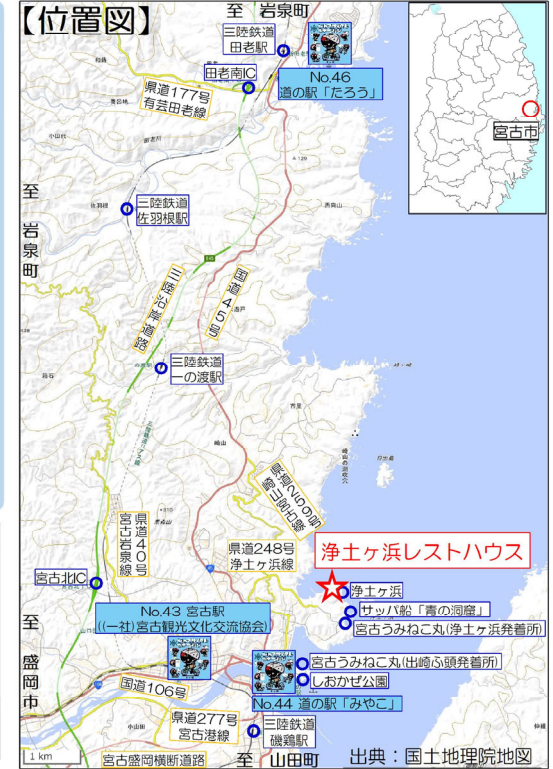 【位置図】
至 岩泉町
三陸鉄道
田老駅
田老南IC
No.46
道の駅「たろう」
県道177号
有芸田老線
宮古市
至 岩泉町
三陸鉄道
佐羽根駅
三陸沿岸道路
国道45号
三陸鉄道
一の渡駅
崎山
日出島
県道259号
崎山宮古線
県道40号
宮古岩泉線
県道248号
浄土ヶ浜線
浄土ヶ浜レストハウス
宮古北IC
浄土ヶ浜
サッパ船「青の洞窟」
宮古うみねこ丸(浄土ヶ浜発着所)
至 盛岡市
No.43 宮古駅
((一社)宮古観光文化交流協会)
宮古うみねこ丸(出崎ふ頭発着所)
しおかぜ公園
国道106号
No.44 道の駅「みやこ」
県道277号
宮古港線
三陸鉄道
磯鶏駅
1 km
宮古盛岡横断道路
至 山田町
出典:国土地理院地図